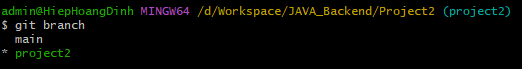 admin@HiepHoangDinh MINGW64 /d/Workspace/JAVA_Backend/Project2 (project2)
$ git branch
  main
* project2